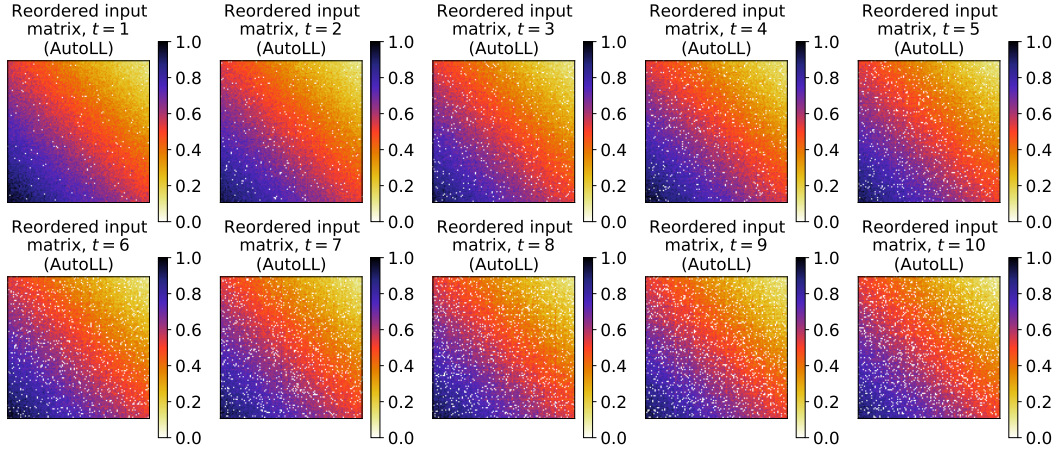 Reordered input
matrix, t = 1
(AutoLL)
1.0
0.8
0.6
0.4
0.2
0.0
Reordered input
matrix, t = 2
(AutoLL)
1.0
0.8
0.6
0.4
0.2
0.0
Reordered input
matrix, t = 3
(AutoLL)
1.0
0.8
0.6
0.4
0.2
0.0
Reordered input
matrix, t = 4
(AutoLL)
1.0
0.8
0.6
0.4
0.2
0.0
Reordered input
matrix, t = 5
(AutoLL)
1.0
0.8
0.6
0.4
0.2
0.0
Reordered input
matrix, t = 6
(AutoLL)
1.0
0.8
0.6
0.4
0.2
0.0
Reordered input
matrix, t = 7
(AutoLL)
1.0
0.8
0.6
0.4
0.2
0.0
Reordered input
matrix, t = 8
(AutoLL)
1.0
0.8
0.6
0.4
0.2
0.0
Reordered input
matrix, t = 9
(AutoLL)
1.0
0.8
0.6
0.4
0.2
0.0
Reordered input
matrix, t = 10
(AutoLL)
1.0
0.8
0.6
0.4
0.2
0.0